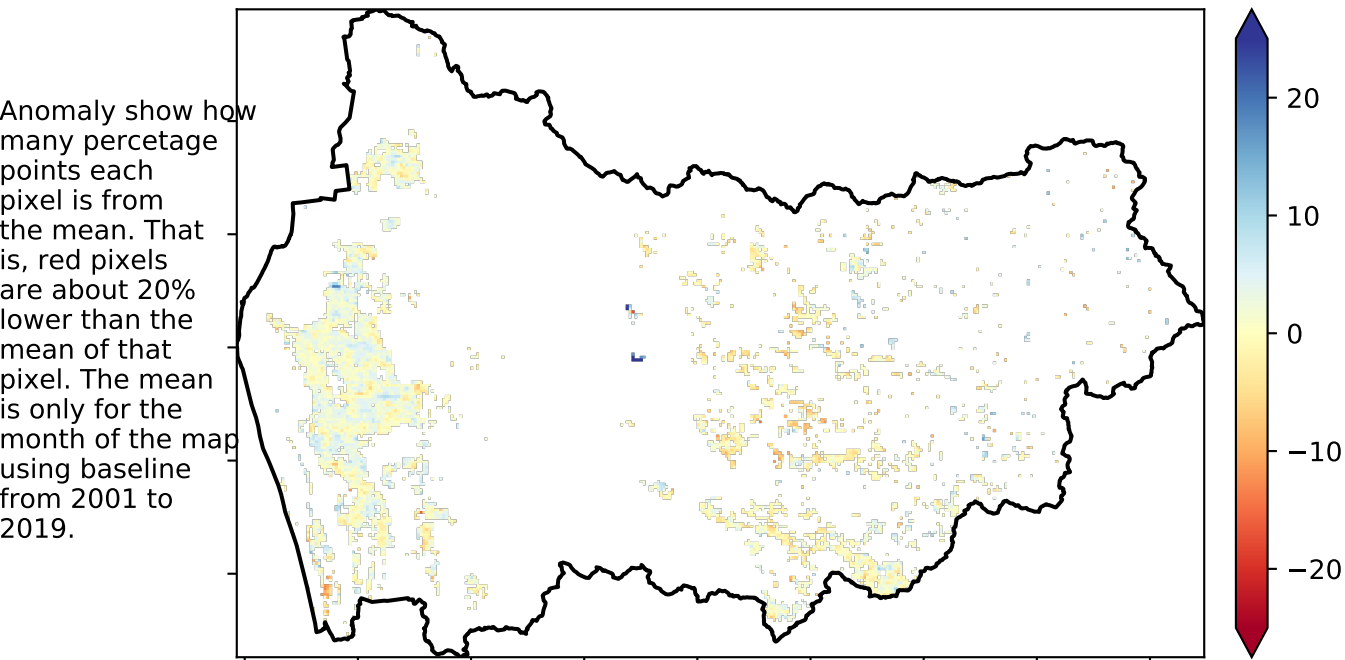 Anomaly show how
many percetage
points each
pixel is from
the mean. That
is, red pixels
are about 20%
lower than the
mean of that
pixel. The mean
is only for the
month of the map
using baseline
from 2001 to
2019.
20
10
0
−10
−20